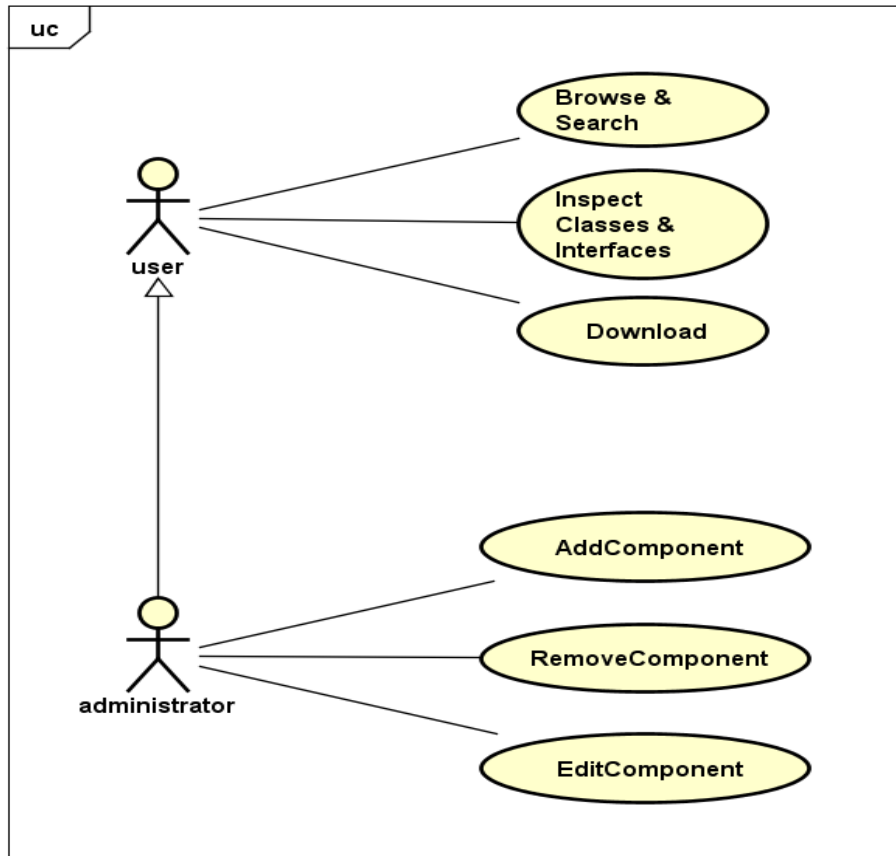 uc
Browse &
Search
Inspect
Classes &
Interfaces
user
Download
AddComponent
RemoveComponent
administrator
EditComponent